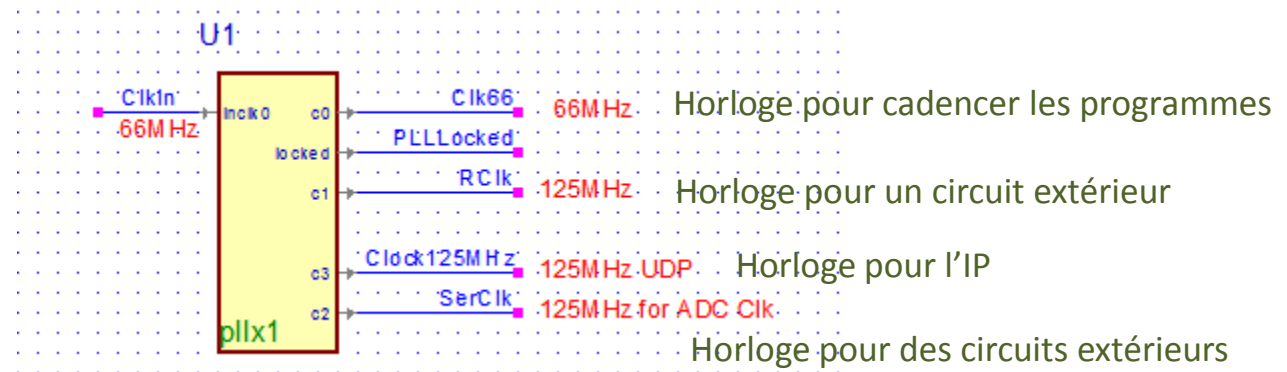 U1
ClkIn
66MHz
inclk0
c0
Clk66
66MHz
Horloge pour cadencer les programmes
locked
PLLLocked
c1
RClk
125MHz
Horloge pour un circuit extérieur
c3
Clock125MHz
125MHz UDP
Horloge pour l’IP
c2
SerClk
125MHz for ADC Clk
pllx1
Horloge pour des circuits extérieurs